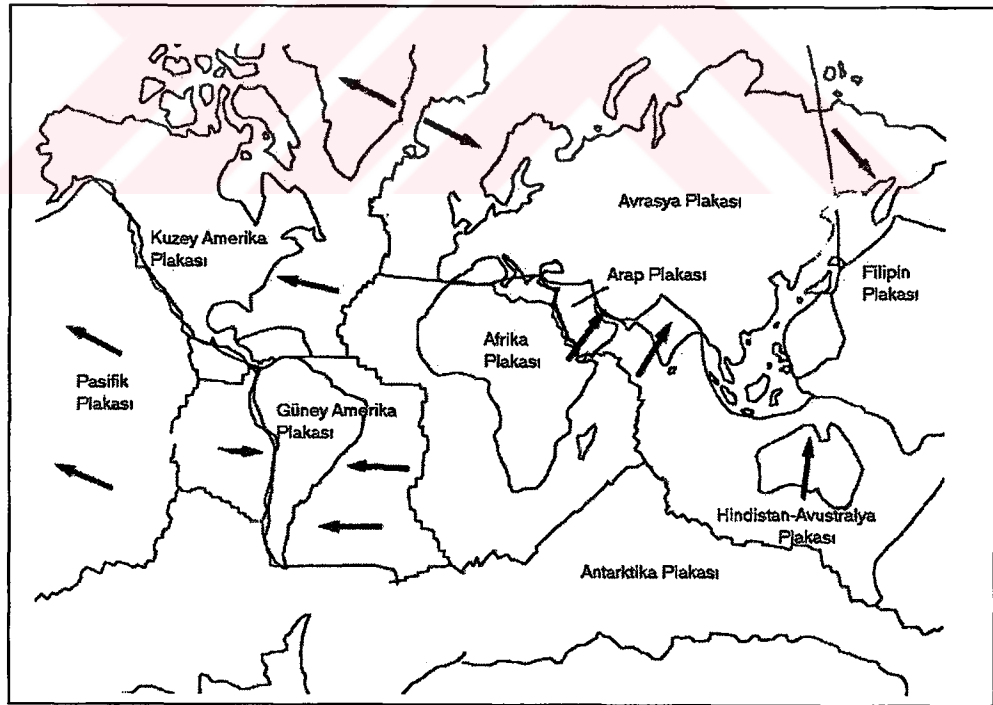 Avrasya Plakası
Kuzey Amerika
Plakası
Arap Plakası
Filipin
Plakası
Afrika
Plakası
Pasifik
Plakası
Güney Amerika
Plakası
Hindistan-Avustralya
Plakası
Antarktika Plakası